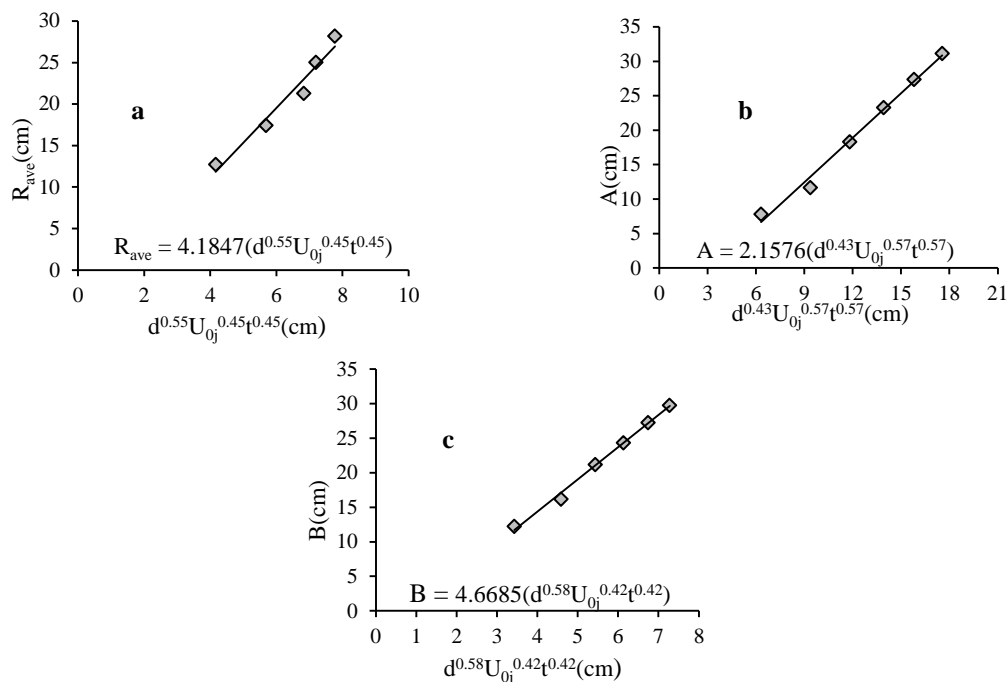 30
25
20
15
10
5
0
R_ave(cm)
a
R_ave = 4.1847(d^0.55U_0j^0.45t^0.45)
0 2 4 6 8 10
d^0.55U_0j^0.45t^0.45(cm)
35
30
25
20
15
10
5
0
A(cm)
b
A = 2.1576(d^0.43U_0j^0.57t^0.57)
0 3 6 9 12 15 18 21
d^0.43U_0j^0.57t^0.57(cm)
35
30
25
20
15
10
5
0
B(cm)
c
B = 4.6685(d^0.58U_0j^0.42t^0.42)
0 1 2 3 4 5 6 7 8
d^0.58U_0j^0.42t^0.42(cm)